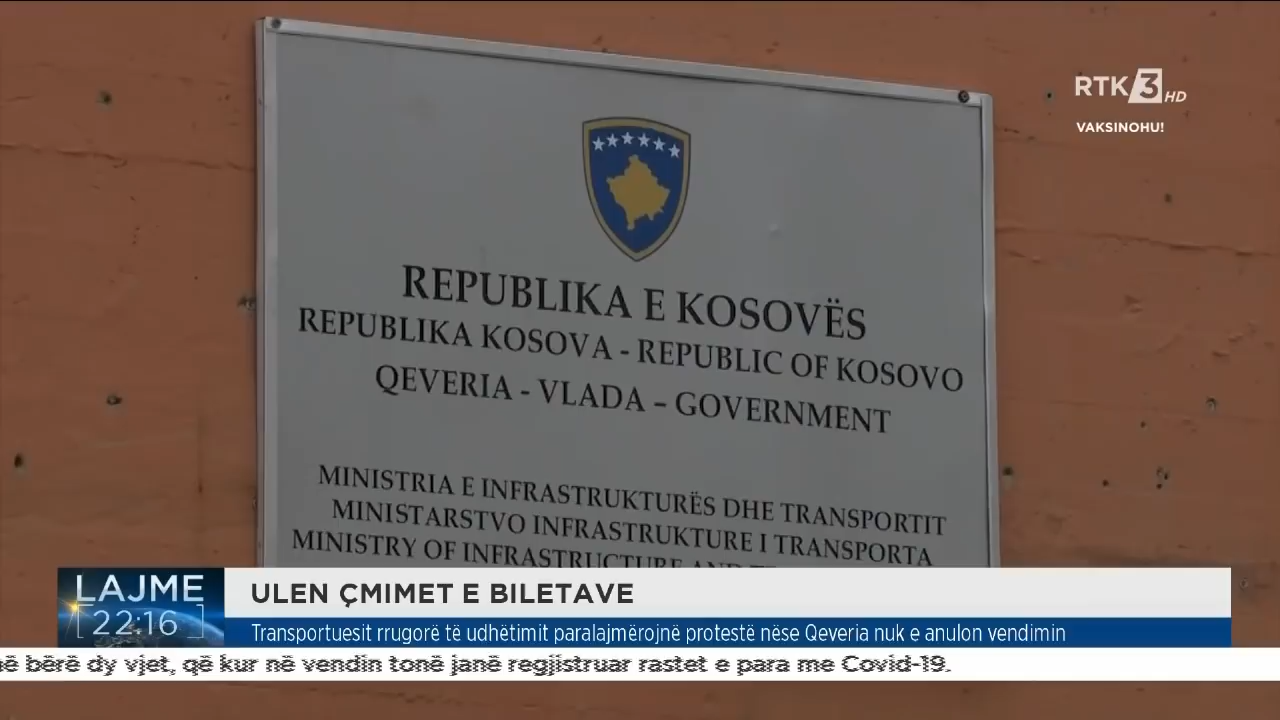 RTK3HD
VAKSINOHU!
REPUBLIKA E KOSOVËS
REPUBLIKA KOSOVA - REPUBLIC OF KOSOVO
QEVERIA - VLADA – GOVERNMENT
MINISTRIA E INFRASTRUKTURËS DHE TRANSPORTIT
MINISTARSTVO INFRASTRUKTURE I TRANSPORTA
MINISTRY OF INFRASTRUCTURE AND
LAJME
22:16
ULEN ÇMIMET E BILETAVE
Transportuesit rrugorë të udhëtimit paralajmërojnë protestë nëse Qeveria nuk e anulon vendimin
bërë dy vjet, që kur në vendin tonë janë regjistruar rastet e para me Covid-19.